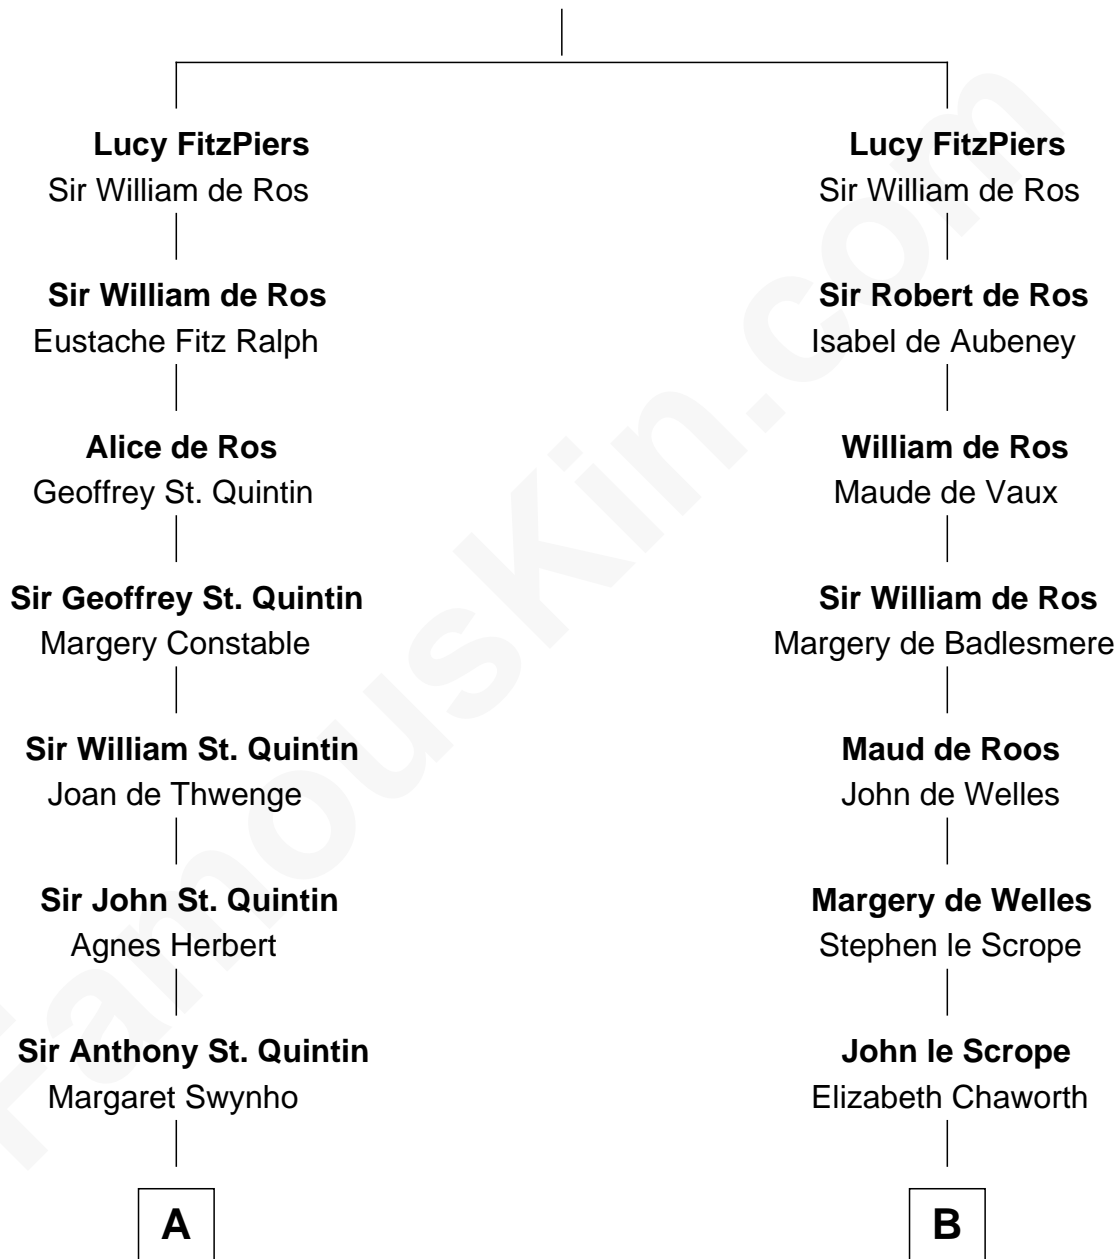 Lucy FitzPiers
Sir William de Ros
Sir William de Ros
Eustache Fitz Ralph
Alice de Ros
Geoffrey St. Quintin
Sir Geoffrey St. Quintin
Margery Constable
Sir William St. Quintin
Joan de Thwenge
Sir John St. Quintin
Agnes Herbert
Sir Anthony St. Quintin
Margaret Swynho
A
Lucy FitzPiers
Sir William de Ros
Sir Robert de Ros
Isabel de Aubeney
William de Ros
Maude de Vaux
Sir William de Ros
Margery de Badlesmere
Maud de Roos
John de Welles
Margery de Welles
Stephen le Scrope
John le Scrope
Elizabeth Chaworth
B
FamousKin.com